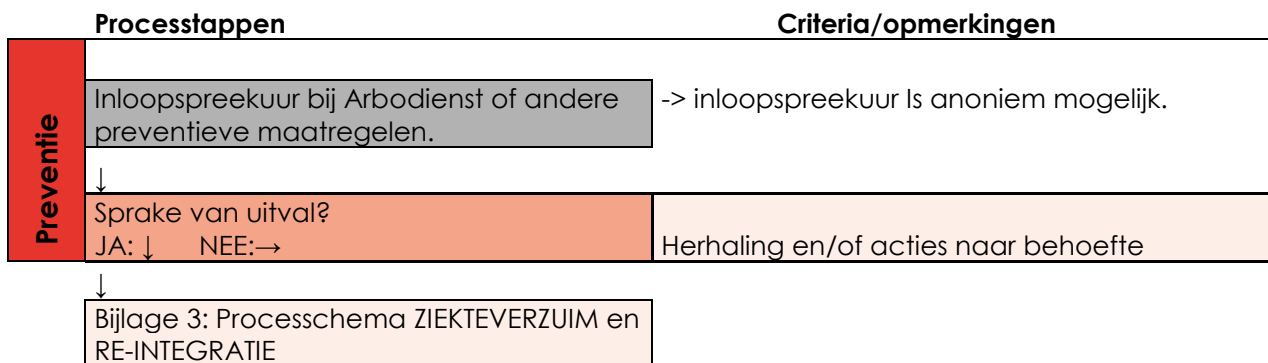 Processtappen Criteria/opmerkingen
Preventie
Inloopspreekuur bij Arbodienst of andere -> inloopspreekuur Is anoniem mogelijk.
preventieve maatregelen.
↓
Sprake van uitval?
JA: ↓ NEE:→ Herhaling en/of acties naar behoefte
↓
Bijlage 3: Processchema ZIEKTEVERZUIM en
RE-INTEGRATIE